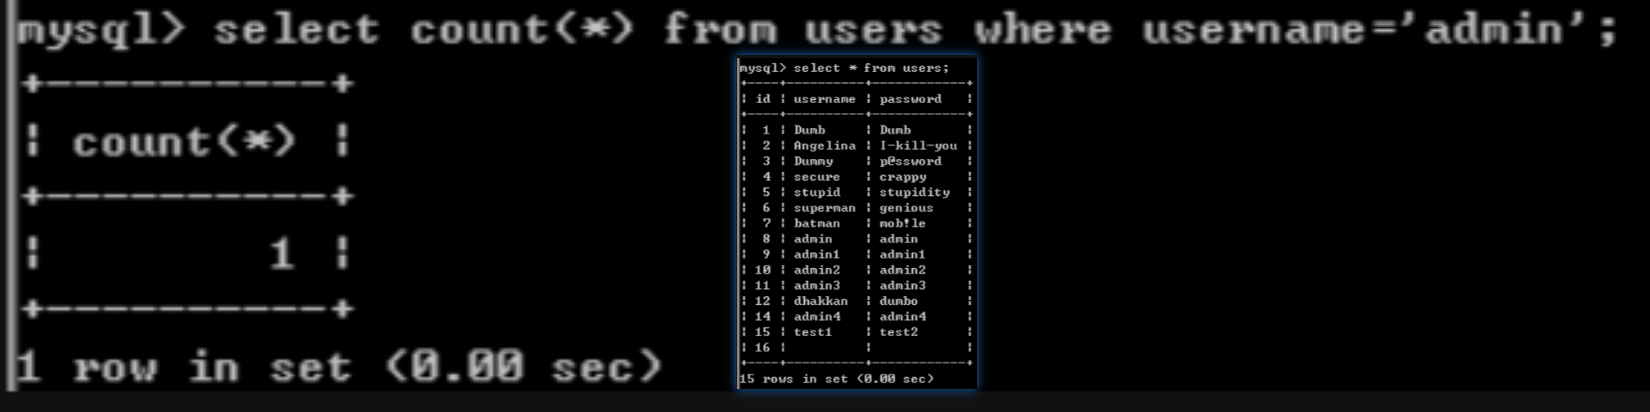 mysql> select count(*) from users where username='admin';
+-----------+
| count(*) |
+-----------+
| 1 |
+-----------+
1 row in set (0.00 sec)
mysql> select * from users;
+----+----------+------------+
| id | username | password |
+----+----------+------------+
| 1 | Dumb | Dumb |
| 2 | Angelina | I-kill-you |
| 3 | Dummy | p@ssword |
| 4 | secure | crappy |
| 5 | stupid | stupidity |
| 6 | superman | genious |
| 7 | batman | mob!le |
| 8 | admin | admin |
| 9 | admin1 | admin1 |
| 10 | admin2 | admin2 |
| 11 | admin3 | admin3 |
| 12 | dhakkan | dumbo |
| 14 | admin4 | admin4 |
| 15 | test1 | test2 |
| 16 | | |
+----+----------+------------+
15 rows in set (0.00 sec)